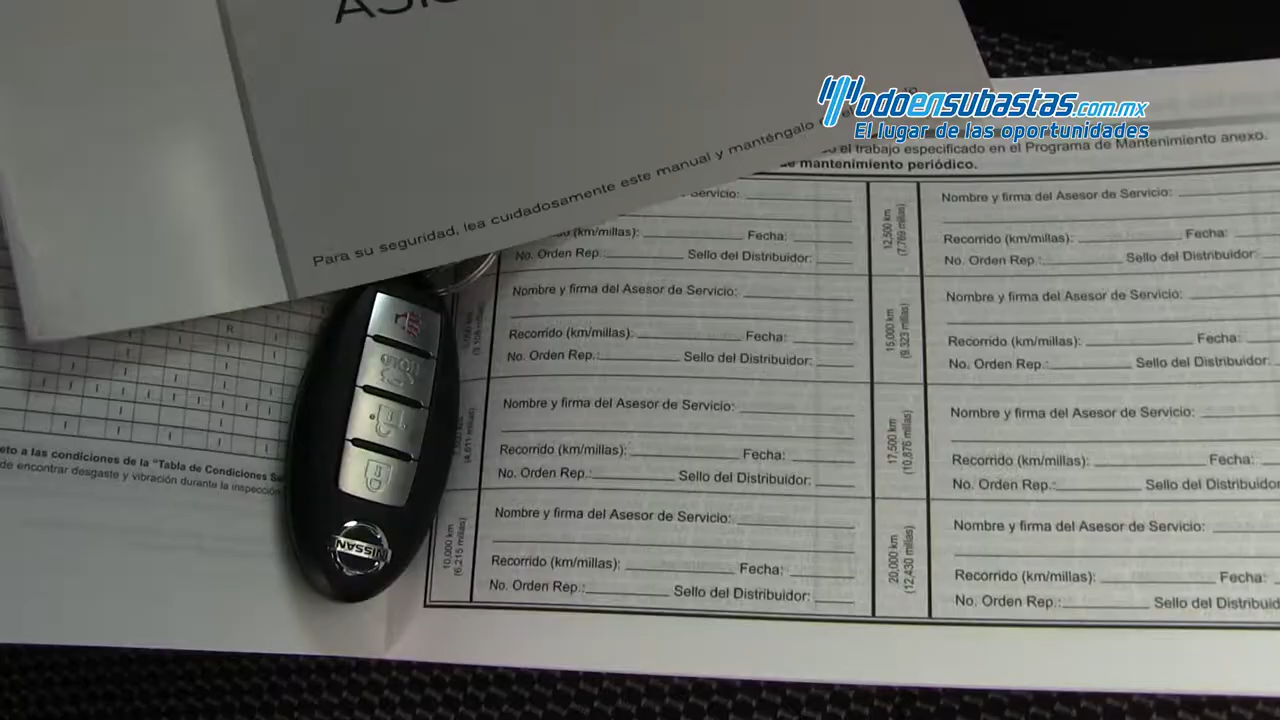 Todoensubastas.com.mx
El lugar de las oportunidades
Para su seguridad, lea cuidadosamente este manual y manténgalo
el trabajo especificado en el Programa de Mantenimiento anexo.
mantenimiento periódico.
Servicio:
(km/millas): Fecha:
No. Orden Rep.: Sello del Distribuidor:
12,500 km
(7,769 millas)
Nombre y firma del Asesor de Servicio:
Recorrido (km/millas): Fecha:
No. Orden Rep.: Sello del Distribuidor:
Nombre y firma del Asesor de Servicio:
Recorrido (km/millas): Fecha:
No. Orden Rep.: Sello del Distribuidor:
15,000 km
(9,323 millas)
Nombre y firma del Asesor de Servicio:
Recorrido (km/millas): Fecha:
No. Orden Rep.: Sello del Distribuidor:
(4,611 millas)
Nombre y firma del Asesor de Servicio:
Recorrido (km/millas): Fecha:
No. Orden Rep.: Sello del Distribuidor:
17,500 km
(10,876 millas)
Nombre y firma del Asesor de Servicio:
Recorrido (km/millas): Fecha:
No. Orden Rep.: Sello del Distribuidor:
10,000 km
(6,215 millas)
Nombre y firma del Asesor de Servicio:
Recorrido (km/millas): Fecha:
No. Orden Rep.: Sello del Distribuidor:
20,000 km
(12,430 millas)
Nombre y firma del Asesor de Servicio:
Recorrido (km/millas): Fecha:
No. Orden Rep.: Sello del Distribuid
R
a las condiciones de la "Tabla de Condiciones
de encontrar desgaste y vibración durante la inspección
NISSAN